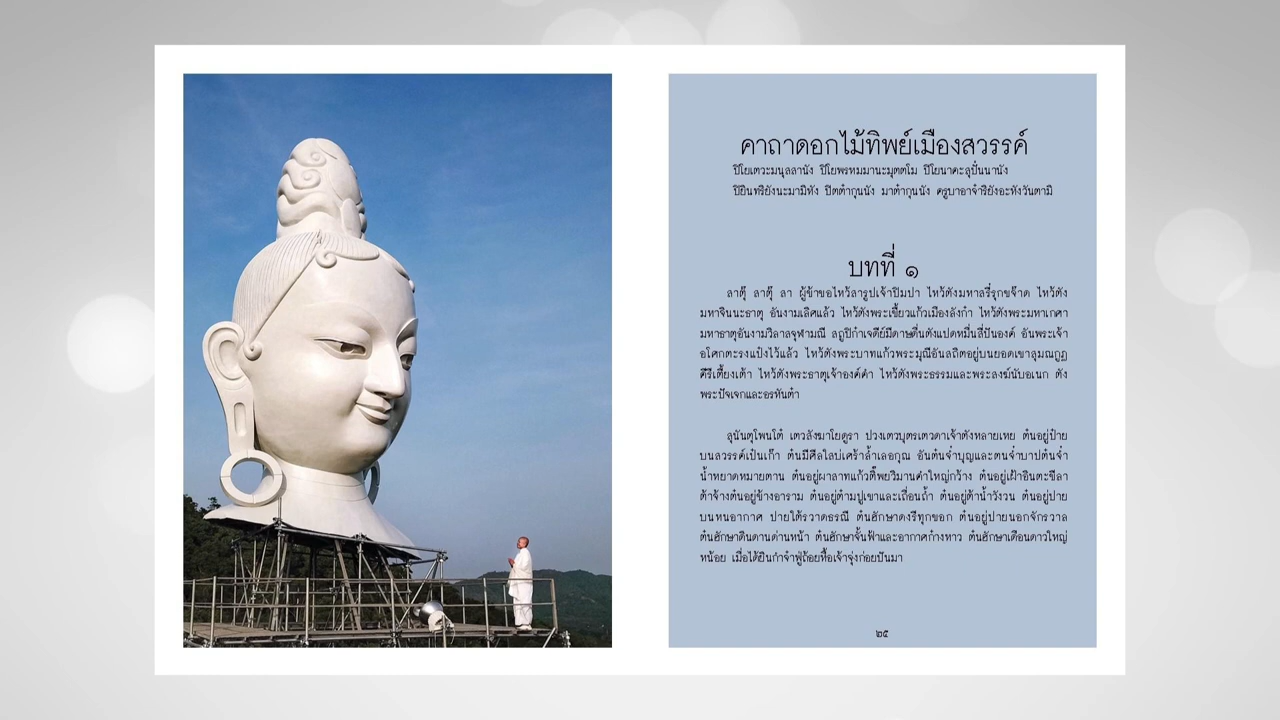 คาถาดอกไม้ทิพย์เมืองสวรรค์
ปิโยเตวะมนุสสานัง ปิโยพรหมมานะมุตตโม ปิโยนาคะสุปันนานัง
ปิยินทริยังนะมามิหัง ปิตตำกุนนัง มาตำกุนนัง ครูบาอาจ๋าริยังอะหังวันตามิ
บทที่ ๑
สาตุ๊ สาตุ๊ สา ผู้ข้าขอไหว้สารูปเจ้าปิมปา ไหว้ตังมหาสรี๋รุกขจ๊าด ไหว้ตัง
มหาจินนะธาตุ อันงามเลิศแล้ว ไหว้ตังพระเขี้ยวแก้วเมืองลังกำ ไหว้ตังพระมหาเกศา
มหาธาตุอันงามวิลาสจุฬามณี สถูปิกำเจดีย์มีดาษดื่นตังแปดหมื่นสี่ปันองค์ อันพระเจ้า
อโศกตะรงแป๋งไว้แล้ว ไหว้ตังพระบาทแก้วพระมุณีอันสถิตอยู่บนยอดเขาสุมณกูฏ
คีรีเตี้ยงเต้า ไหว้ตังพระธาตุเจ้าองค์คำ ไหว้ตังพระธรรมและพระสงฆ์นับอเนก ตัง
พระปัจเจกและอรหันต๋า
สุนันตุโพนโต๋ เตวสังฆาโยดูรา ปวงเตวบุตรเตวดาเจ้าตังหลายเหย ต๋นอยู่ป๋าย
บนสวรรค์เป๋นเก๊า ต๋นมีศีลไสบ่เศร้าล้ำเลอกุณ อันต๋นจ๋ำบุญและตนจ๋ำบาปต๋นจ๋ำ
น้ำหยาดหมายตาน ต๋นอยู่ผาสาทแก้วติ๊พยวิมานคำใหญ่กว้าง ต๋นอยู่เฝ้าอินตะขีลา
ต้าจ้างต๋นอยู่ข้างอาราม ต๋นอยู่ต๋ามปูเขาและเถื่อนถ้ำ ต๋นอยู่ต้าน้ำวังวน ต๋นอยู่ปาย
บนหนอากาศ ปายใต้รวาดธรณี ต๋นฮักษาดงรีทุกขอก ต๋นอยู่ปายนอกจักรวาล
ต๋นฮักษาดินดานด่านหน้า ต๋นฮักษาจั้นฟ้าและอากาศก๋างหาว ต๋นฮักษาเดือนดาวใหญ่
หน้อย เมื่อได้ยินกำจำฟู่ถ้อยหื้อเจ้าจุ่งก่อยปันมา
๒๕